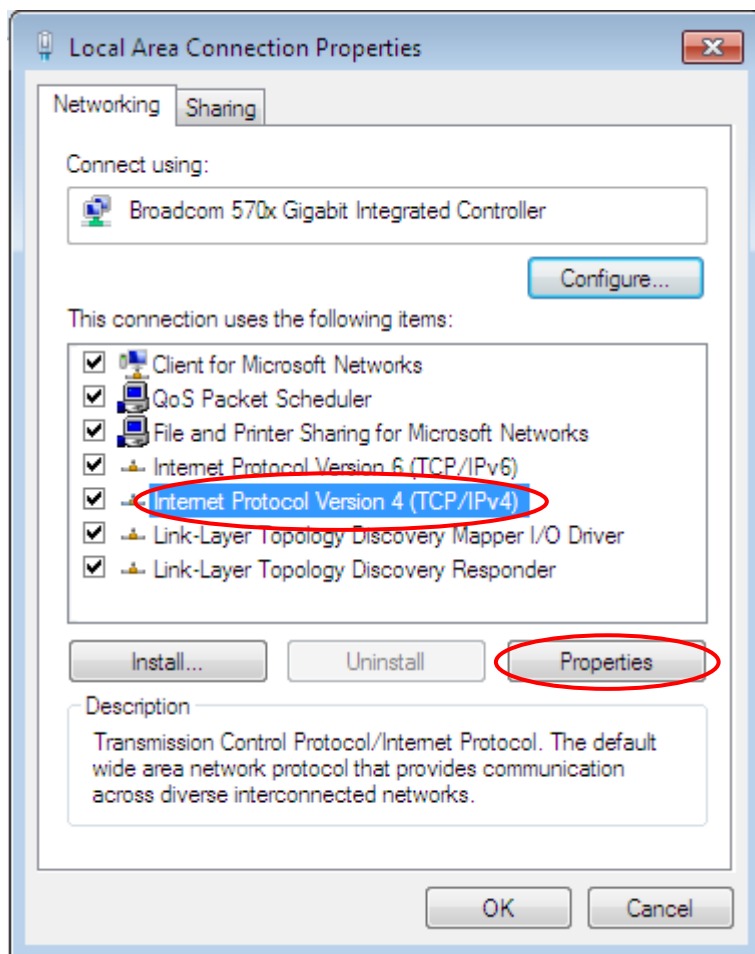 Local Area Connection Properties
Networking
Sharing
Connect using:
Broadcom 570x Gigabit Integrated Controller
Configure...
This connection uses the following items:
Client for Microsoft Networks
QoS Packet Scheduler
File and Printer Sharing for Microsoft Networks
Internet Protocol Version 6 (TCP/IPv6)
Internet Protocol Version 4 (TCP/IPv4)
Link-Layer Topology Discovery Mapper I/O Driver
Link-Layer Topology Discovery Responder
Install...
Uninstall
Properties
Description
Transmission Control Protocol/Internet Protocol. The default
wide area network protocol that provides communication
across diverse interconnected networks.
OK
Cancel